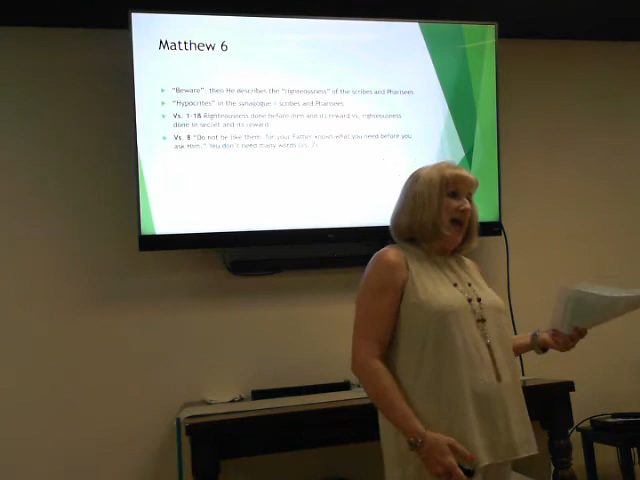 Matthew 6
"Beware": then He describes the "righteousness" of the scribes and Pharisees
"Hypocrites" in the synagogue = scribes and Pharisees
Vs. 1-18 Righteousness done before men and its reward vs. righteousness
done in secret and its reward
Vs. 8 "Do not be like them, for your Father knows what you need before you
ask Him." You don't need many words (vs. 7)